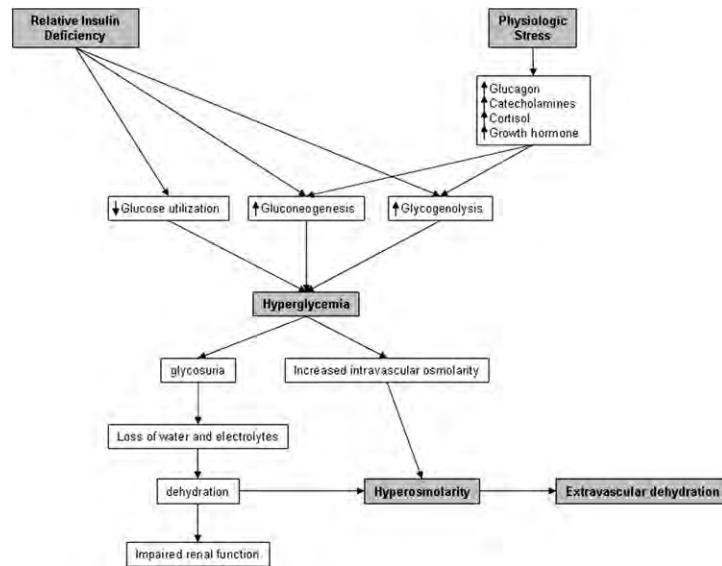 Relative Insulin
Deficiency
Physiologic
Stress
↑Glucagon
↑Catecholamines
↑Cortisol
↑Growth hormone
↓Glucose utilization
↑Gluconeogenesis
↑Glycogenolysis
Hyperglycemia
glycosuria
Increased intravascular osmolarity
Loss of water and electrolytes
dehydration
Hyperosmolarity
Extravascular dehydration
Impaired renal function